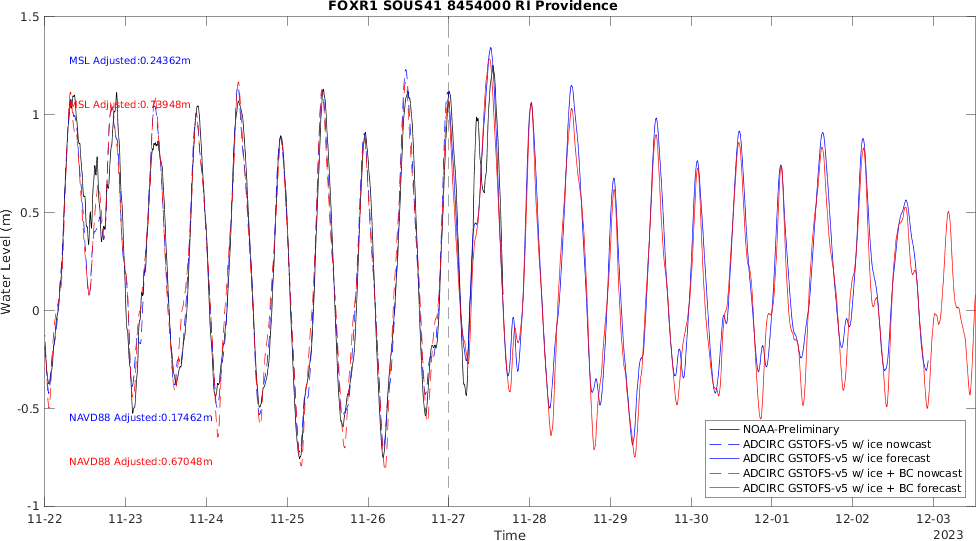 FOXR1 SOUS41 8454000 RI Providence
1.5
MSL Adjusted:0.24362m
MSL Adjusted:0.73948m
1
0.5
Water Level (m)
0
-0.5
NAVD88 Adjusted:0.17462m
NAVD88 Adjusted:0.67048m
NOAA-Preliminary
ADCIRC GSTOFS-v5 w/ ice nowcast
ADCIRC GSTOFS-v5 w/ ice forecast
ADCIRC GSTOFS-v5 w/ ice + BC nowcast
ADCIRC GSTOFS-v5 w/ ice + BC forecast
-1
11-22 11-23 11-24 11-25 11-26 11-27 11-28 11-29 11-30 12-01 12-02 12-03
Time
2023